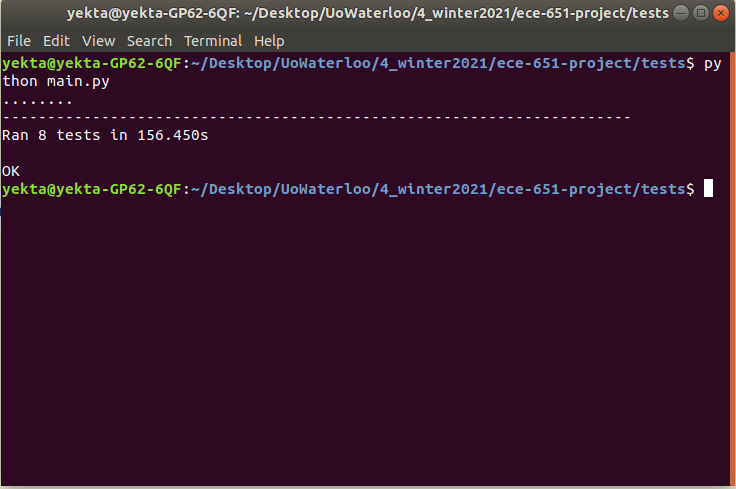 yekta@yekta-GP62-6QF: ~/Desktop/UoWaterloo/4_winter2021/ece-651-project/tests
File Edit View Search Terminal Help
yekta@yekta-GP62-6QF:~/Desktop/UoWaterloo/4_winter2021/ece-651-project/tests$ py
thon main.py
........
----------------------------------------------------------------------
Ran 8 tests in 156.450s
OK
yekta@yekta-GP62-6QF:~/Desktop/UoWaterloo/4_winter2021/ece-651-project/tests$